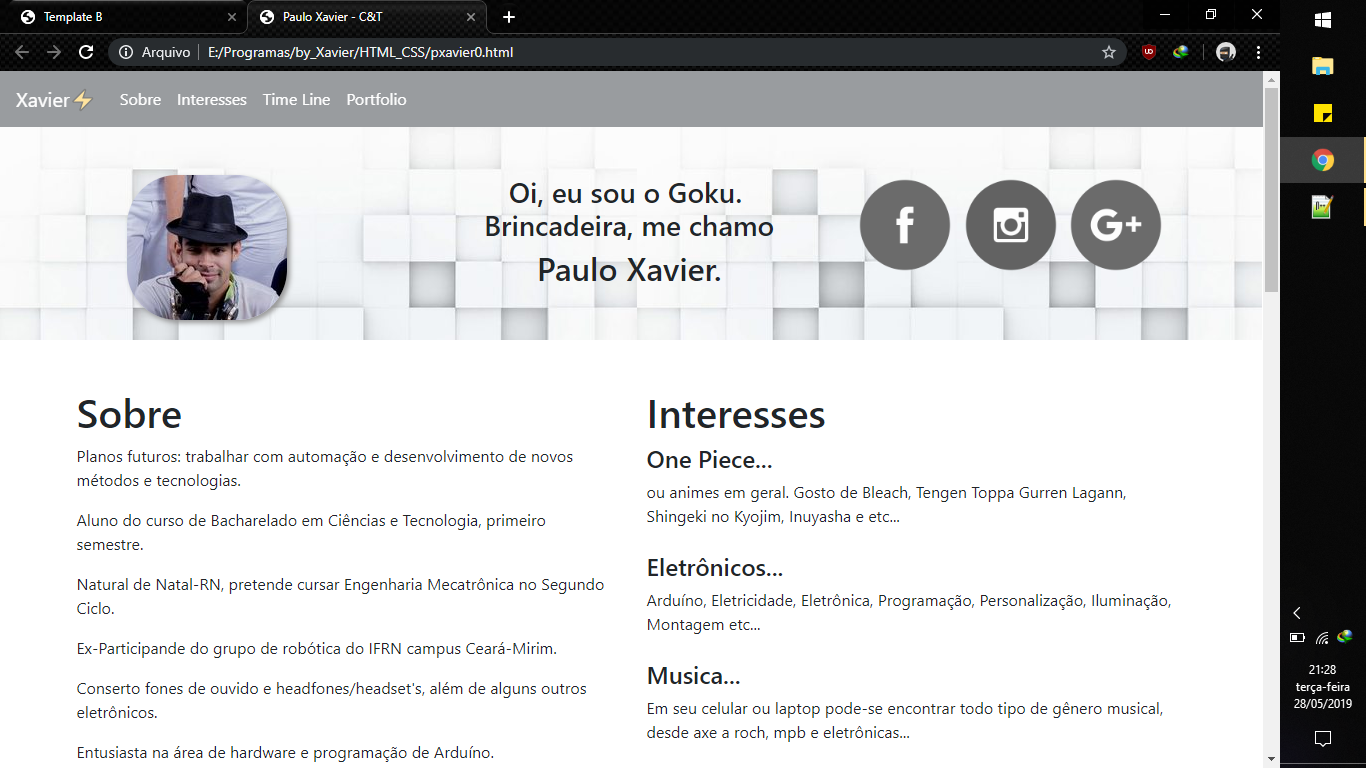 Template B
Paulo Xavier - C&T
Arquivo
E:/Programas/by_Xavier/HTML_CSS/pxavier0.html
Xavier⚡ Sobre Interesses Time Line Portfolio
Oi, eu sou o Goku.
Brincadeira, me chamo
Paulo Xavier.
f
G+
Sobre
Planos futuros: trabalhar com automação e desenvolvimento de novos
métodos e tecnologias.
Aluno do curso de Bacharelado em Ciências e Tecnologia, primeiro
semestre.
Natural de Natal-RN, pretende cursar Engenharia Mecatrônica no Segundo
Ciclo.
Ex-Participande do grupo de robótica do IFRN campus Ceará-Mirim.
Conserto fones de ouvido e headfones/headset's, além de alguns outros
eletrônicos.
Entusiasta na área de hardware e programação de Arduíno.
Interesses
One Piece...
ou animes em geral. Gosto de Bleach, Tengen Toppa Gurren Lagann,
Shingeki no Kyojim, Inuyasha e etc...
Eletrônicos...
Arduíno, Eletricidade, Eletrônica, Programação, Personalização, Iluminação,
Montagem etc...
Musica...
Em seu celular ou laptop pode-se encontrar todo tipo de gênero musical,
desde axe a roch, mpb e eletrônicas...
21:28
terça-feira
28/05/2019